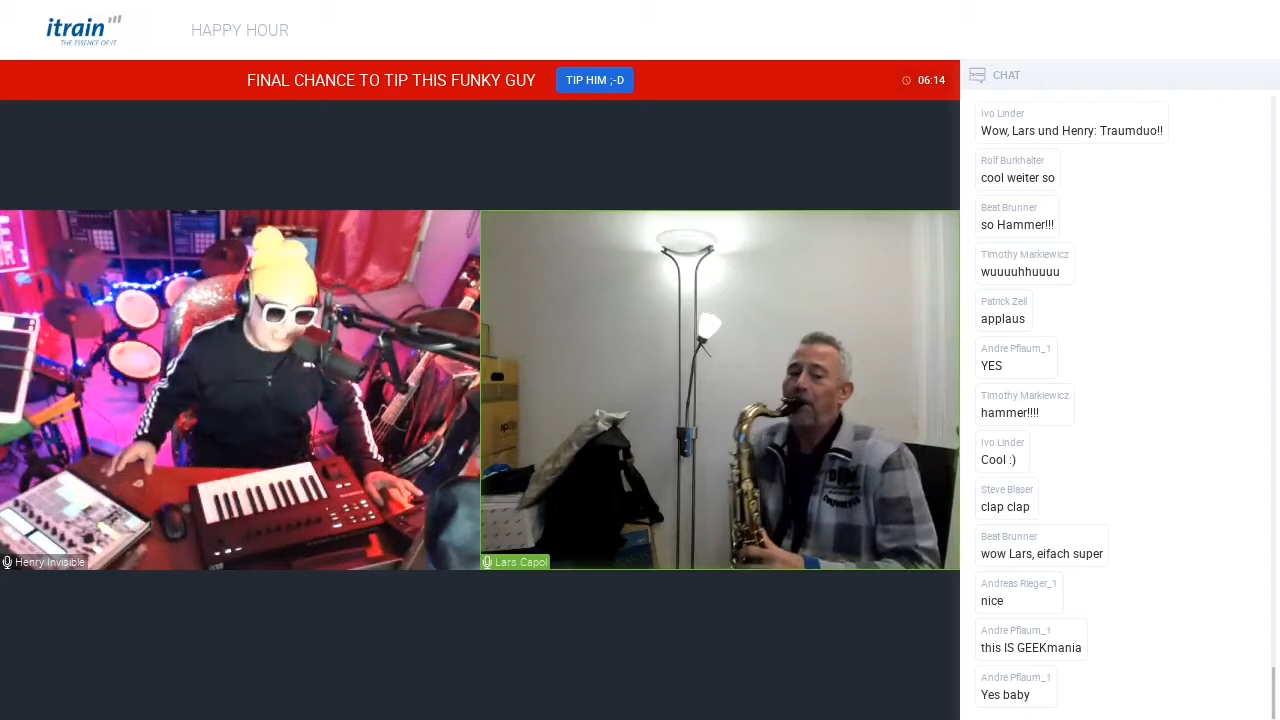 itrain
THE ESSENCE OF IT
HAPPY HOUR
FINAL CHANCE TO TIP THIS FUNKY GUY
TIP HIM ;-D
06:14
CHAT
Ivo Linder
Wow, Lars und Henry: Traumduo!!
Rolf Burkhalter
cool weiter so
Beat Brunner
so Hammer!!!
Timothy Markiewicz
wuuuuhhuuuu
Patrick Zell
applaus
Andre Pflaum_1
YES
Timothy Markiewicz
hammer!!!!
Ivo Linder
Cool :)
Steve Blaser
clap clap
Beat Brunner
wow Lars, eifach super
Andreas Rieger_1
nice
Andre Pflaum_1
this IS GEEKmania
Andre Pflaum_1
Yes baby
Henry Invisible
Lars Capol